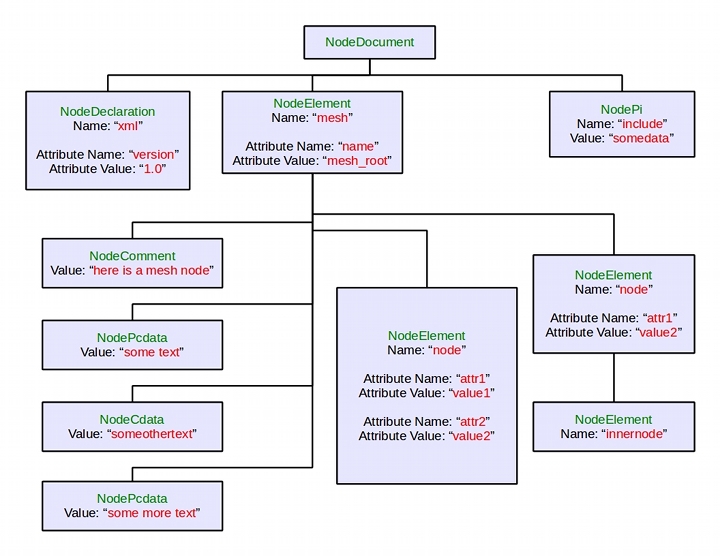 NodeDocument
NodeDeclaration
Name: “xml”
Attribute Name: “version”
Attribute Value: “1.0”
NodeElement
Name: “mesh”
Attribute Name: “name”
Attribute Value: “mesh_root”
NodePi
Name: “include”
Value: “somedata”
NodeComment
Value: “here is a mesh node”
NodePcdata
Value: “some text”
NodeCdata
Value: “someothertext”
NodePcdata
Value: “some more text”
NodeElement
Name: “node”
Attribute Name: “attr1”
Attribute Value: “value1”
Attribute Name: “attr2”
Attribute Value: “value2”
NodeElement
Name: “node”
Attribute Name: “attr1”
Attribute Value: “value2”
NodeElement
Name: “innernode”